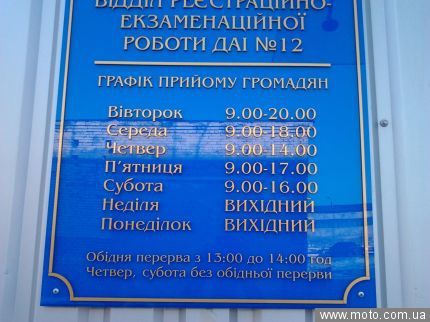 ВІДДІЛ РЕЄСТРАЦІЙНО-
ЕКЗАМЕНАЦІЙНОЇ
РОБОТИ ДАІ №12
ГРАФІК ПРИЙОМУ ГРОМАДЯН
Вівторок 9.00-20.00
Середа 9.00-18.00
Четвер 9.00-14.00
П'ятниця 9.00-17.00
Субота 9.00-16.00
Неділя ВИХІДНИЙ
Понеділок ВИХІДНИЙ
Обідня перерва з 13:00 до 14:00 год
Четвер, субота без обідньої перерви
www.moto.com.ua